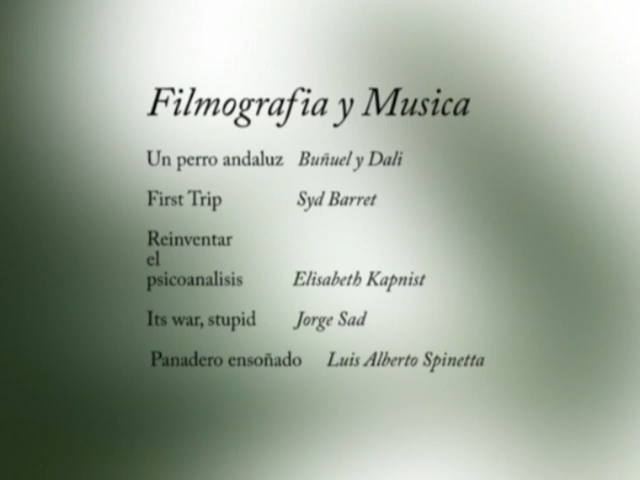 Filmografia y Musica
Un perro andaluz Buñuel y Dali
First Trip Syd Barret
Reinventar
el
psicoanalisis Elisabeth Kapnist
Its war, stupid Jorge Sad
Panadero ensoñado Luis Alberto Spinetta